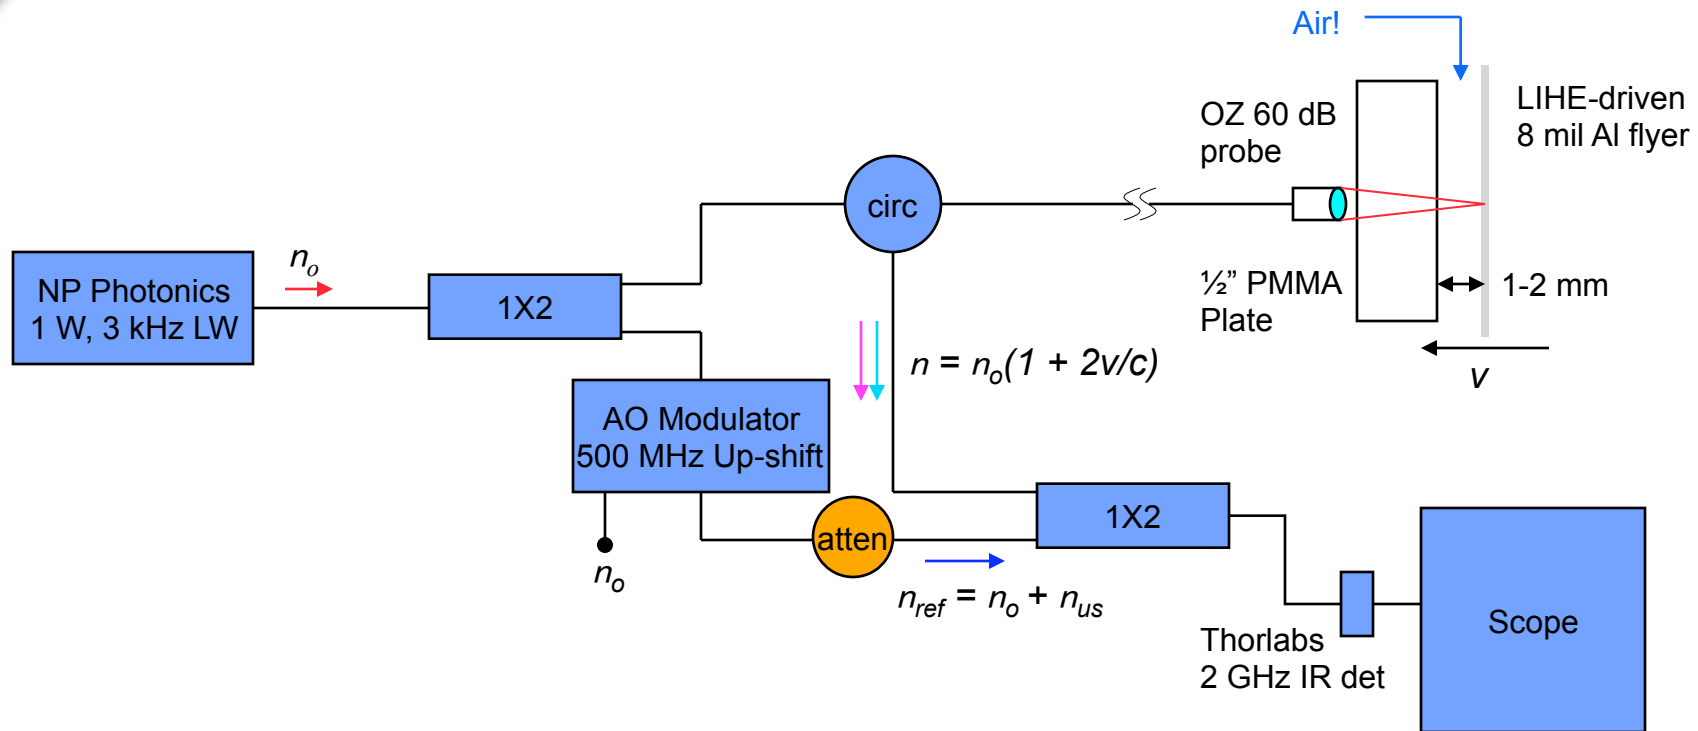 Air!
LIHE-driven
8 mil Al flyer
OZ 60 dB
probe
circ
nₒ
NP Photonics
1 W, 3 kHz LW
1X2
½” PMMA
Plate
1-2 mm
n = nₒ(1 + 2v/c)
v
AO Modulator
500 MHz Up-shift
1X2
atten
nₒ
n_ref = nₒ + n_us
Thorlabs
2 GHz IR det
Scope